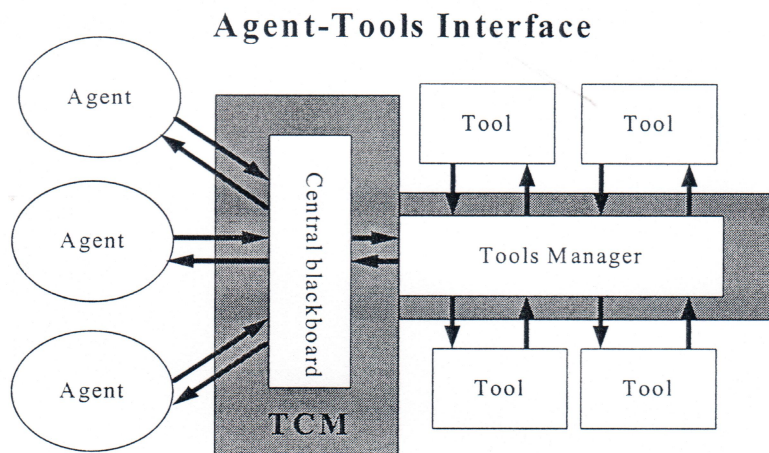 Agent-Tools Interface
Agent
Agent
Agent
Central blackboard
TCM
Tool
Tool
Tools Manager
Tool
Tool